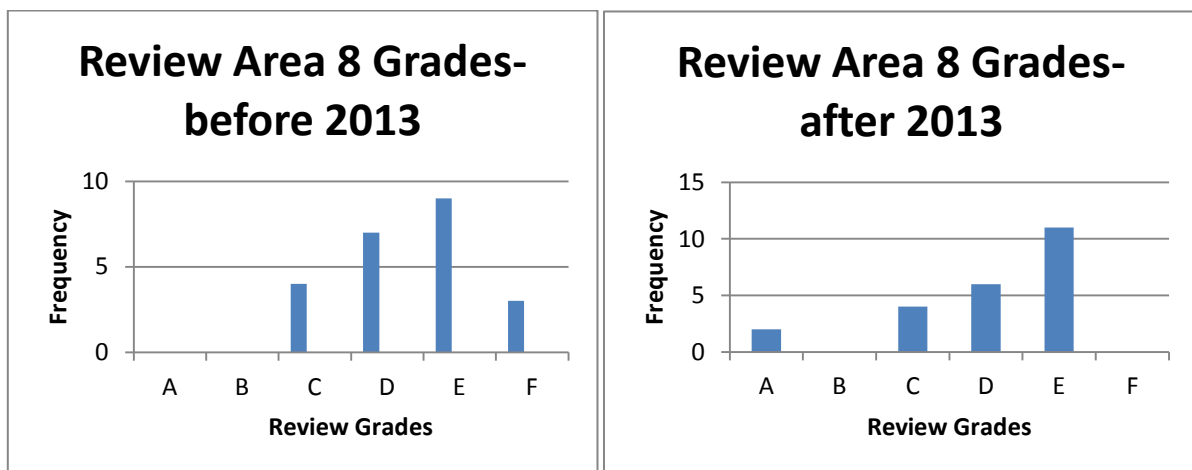 Review Area 8 Grades-
before 2013
10
5
0
Frequency
A B C D E F
Review Grades
Review Area 8 Grades-
after 2013
15
10
5
0
Frequency
A B C D E F
Review Grades